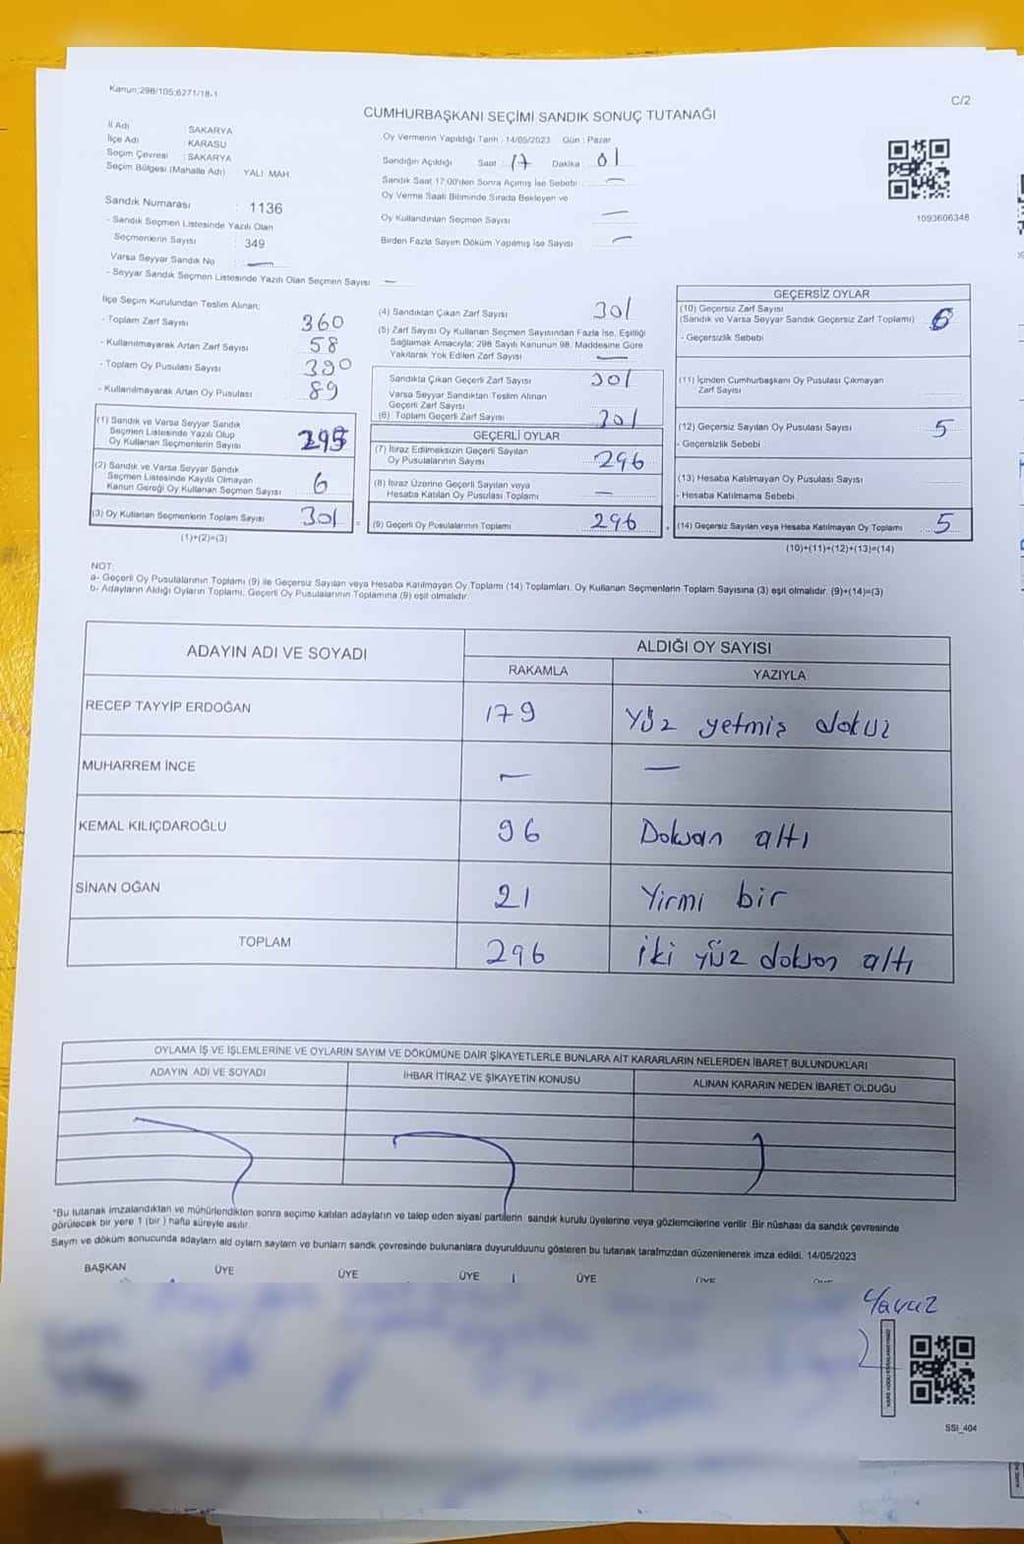 Kanun;298/105;6271/18-1
C/2
CUMHURBAŞKANI SEÇİMİ SANDIK SONUÇ TUTANAĞI
İl Adı : SAKARYA
İlçe Adı : KARASU
Seçim Çevresi : SAKARYA
Seçim Bölgesi (Mahalle Adı) YALI MAH.
Sandık Numarası : 1136
- Sandık Seçmen Listesinde Yazılı Olan
Seçmenlerin Sayısı : 349
Varsa Seyyar Sandık No —
- Seyyar Sandık Seçmen Listesinde Yazılı Olan Seçmen Sayısı —
Oy Vermenin Yapıldığı Tarih : 14/05/2023 Gün : Pazar
Sandığın Açıldığı Saat : 17 Dakika : 01
Sandık Saat 17:00'den Sonra Açımış İse Sebebi —
Oy Verme Saati Bitiminde Sırada Bekleyen ve
Oy Kullandırılan Seçmen Sayısı —
Birden Fazla Sayım Döküm Yapılmış İse Sayısı —
1093606348
İlçe Seçim Kurulundan Teslim Alınan;
- Toplam Zarf Sayısı 360
- Kullanılmayarak Artan Zarf Sayısı 58
- Toplam Oy Pusulası Sayısı 390
- Kullanılmayarak Artan Oy Pusulası 89
(1) Sandık ve Varsa Seyyar Sandık
Seçmen Listesinde Yazılı Olup
Oy Kullanan Seçmenlerin Sayısı 295
(2) Sandık ve Varsa Seyyar Sandık
Seçmen Listesinde Kayıtlı Olmayan
Kanun Gereği Oy Kullanan Seçmen Sayısı 6
(3) Oy Kullanan Seçmenlerin Toplam Sayısı 301
(1)+(2)=(3)
(4) Sandıktan Çıkan Zarf Sayısı 301
(5) Zarf Sayısı Oy Kullanan Seçmen Sayısından Fazla İse, Eşitliği
Sağlamak Amacıyla; 298 Sayılı Kanunun 98. Maddesine Göre
Yakılarak Yok Edilen Zarf Sayısı —
Sandıkta Çıkan Geçerli Zarf Sayısı 301
Varsa Seyyar Sandıktan Teslim Alınan
Geçerli Zarf Sayısı
(6) Toplam Geçerli Zarf Sayısı 301
GEÇERLİ OYLAR
(7) İtiraz Edilmeksizin Geçerli Sayılan
Oy Pusulalarının Sayısı 296
(8) İtiraz Üzerine Geçerli Sayılan veya
Hesaba Katılan Oy Pusulası Toplamı —
=
(9) Geçerli Oy Pusulalarının Toplamı 296
GEÇERSİZ OYLAR
(10) Geçersiz Zarf Sayısı
(Sandık ve Varsa Seyyar Sandık Geçersiz Zarf Toplamı)
- Geçersizlik Sebebi
(11) İçinden Cumhurbaşkanı Oy Pusulası Çıkmayan
Zarf Sayısı
(12) Geçersiz Sayılan Oy Pusulası Sayısı 5
- Geçersizlik Sebebi
(13) Hesaba Katılmayan Oy Pusulası Sayısı
- Hesaba Katılmama Sebebi
(14) Geçersiz Sayılan veya Hesaba Katılmayan Oy Toplamı 5
(10)+(11)+(12)+(13)=(14)
NOT:
a- Geçerli Oy Pusulalarının Toplamı (9) ile Geçersiz Sayılan veya Hesaba Katılmayan Oy Toplamı (14) Toplamları, Oy Kullanan Seçmenlerin Toplam Sayısına (3) eşit olmalıdır. (9)+(14)=(3)
b- Adayların Aldığı Oyların Toplamı, Geçerli Oy Pusulalarının Toplamına (9) eşit olmalıdır.
ADAYIN ADI VE SOYADI
ALDIĞI OY SAYISI
RAKAMLA YAZIYLA
RECEP TAYYİP ERDOĞAN 179 Yüz yetmiş dokuz
MUHARREM İNCE — —
KEMAL KILIÇDAROĞLU 96 Doksan altı
SİNAN OĞAN 21 Yirmi bir
TOPLAM 296 iki yüz doksan altı
OYLAMA İŞ VE İŞLEMLERİNE VE OYLARIN SAYIM VE DÖKÜMÜNE DAİR ŞİKAYETLERLE BUNLARA AİT KARARLARIN NELERDEN İBARET BULUNDUKLARI
ADAYIN ADI VE SOYADI İHBAR İTİRAZ VE ŞİKAYETİN KONUSU ALINAN KARARIN NEDEN İBARET OLDUĞU
*Bu tutanak imzalandıktan ve mühürlendikten sonra seçime katılan adayların ve talep eden siyasi partilerin sandık kurulu üyelerine veya gözlemcilerine verilir. Bir nüshası da sandık çevresinde
görülecek bir yere 1 (bir ) hafta süreyle asılır.
Sayım ve döküm sonucunda adayların ald oyların sayların ve bunların sandk çevresinde bulunanlara duyurulduunu gösteren bu tutanak tarafmzdan düzenlenerek imza edildi. 14/05/2023
BAŞKAN ÜYE ÜYE ÜYE ÜYE ÜYE
Yavuz
SSI_404